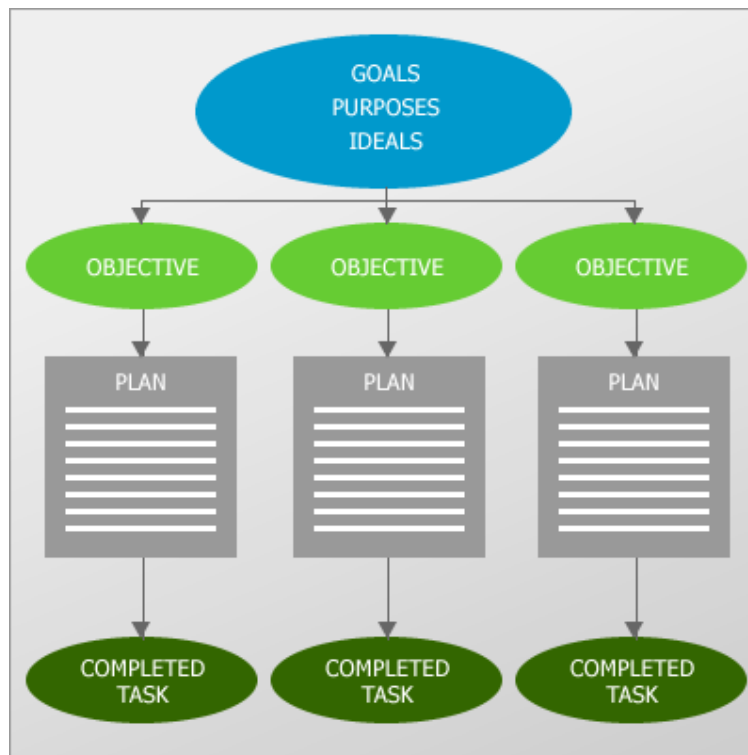 GOALS
PURPOSES
IDEALS
OBJECTIVE
OBJECTIVE
OBJECTIVE
PLAN
PLAN
PLAN
COMPLETED
TASK
COMPLETED
TASK
COMPLETED
TASK